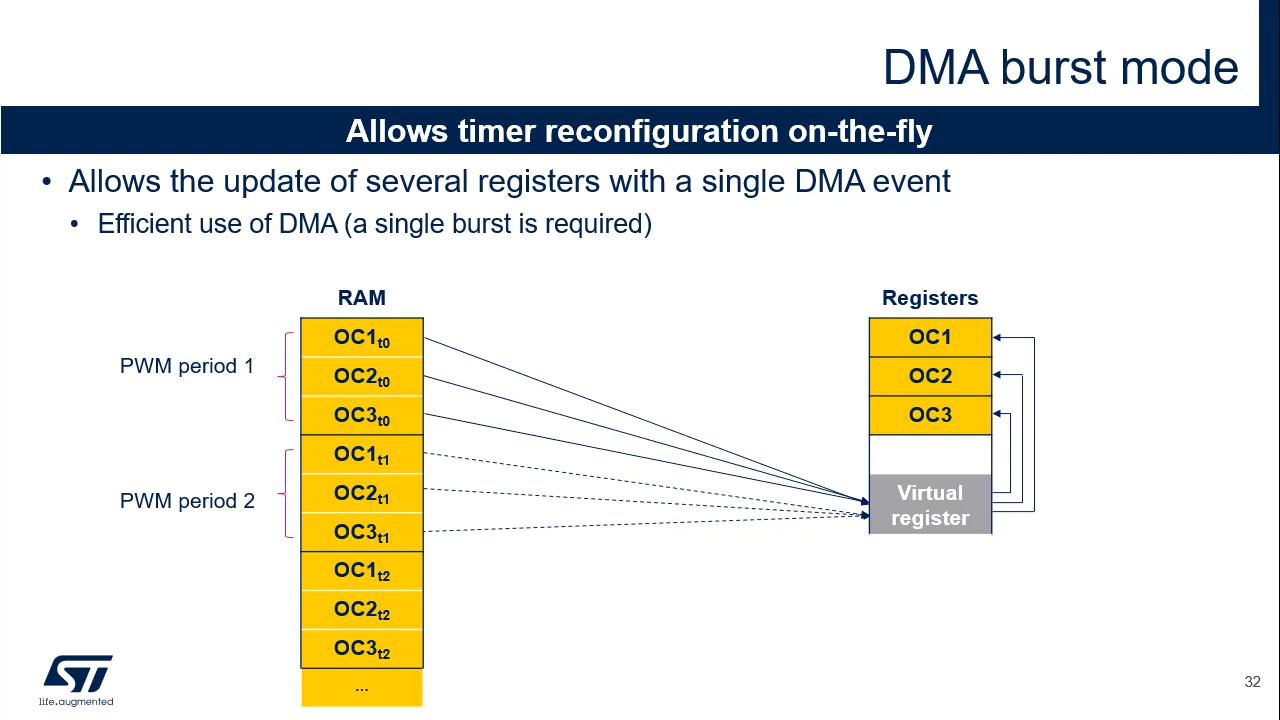 DMA burst mode
Allows timer reconfiguration on-the-fly
• Allows the update of several registers with a single DMA event
• Efficient use of DMA (a single burst is required)
RAM
Registers
PWM period 1
PWM period 2
OC1t0
OC2t0
OC3t0
OC1t1
OC2t1
OC3t1
OC1t2
OC2t2
OC3t2
...
OC1
OC2
OC3
Virtual
register
ST
life.augmented
32